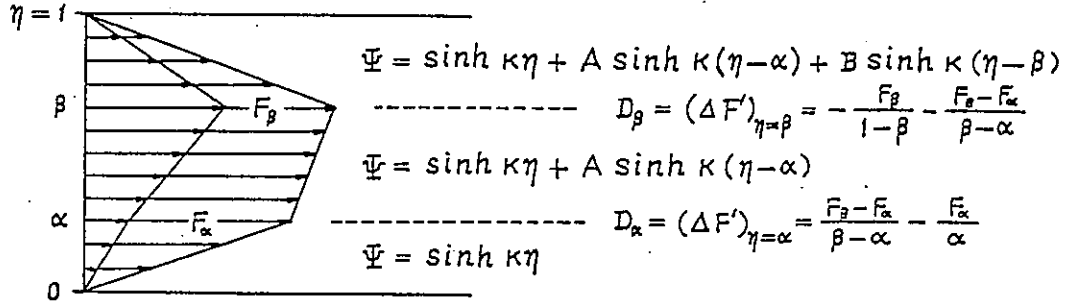 η = 1
Ψ = sinh κη + A sinh κ(η−α) + B sinh κ(η−β)
β F_β D_β = (ΔF′)_{η=β} = − F_β/(1−β) − (F_β−F_α)/(β−α)
Ψ = sinh κη + A sinh κ(η−α)
α F_α D_α = (ΔF′)_{η=α} = (F_β−F_α)/(β−α) − F_α/α
Ψ = sinh κη
0